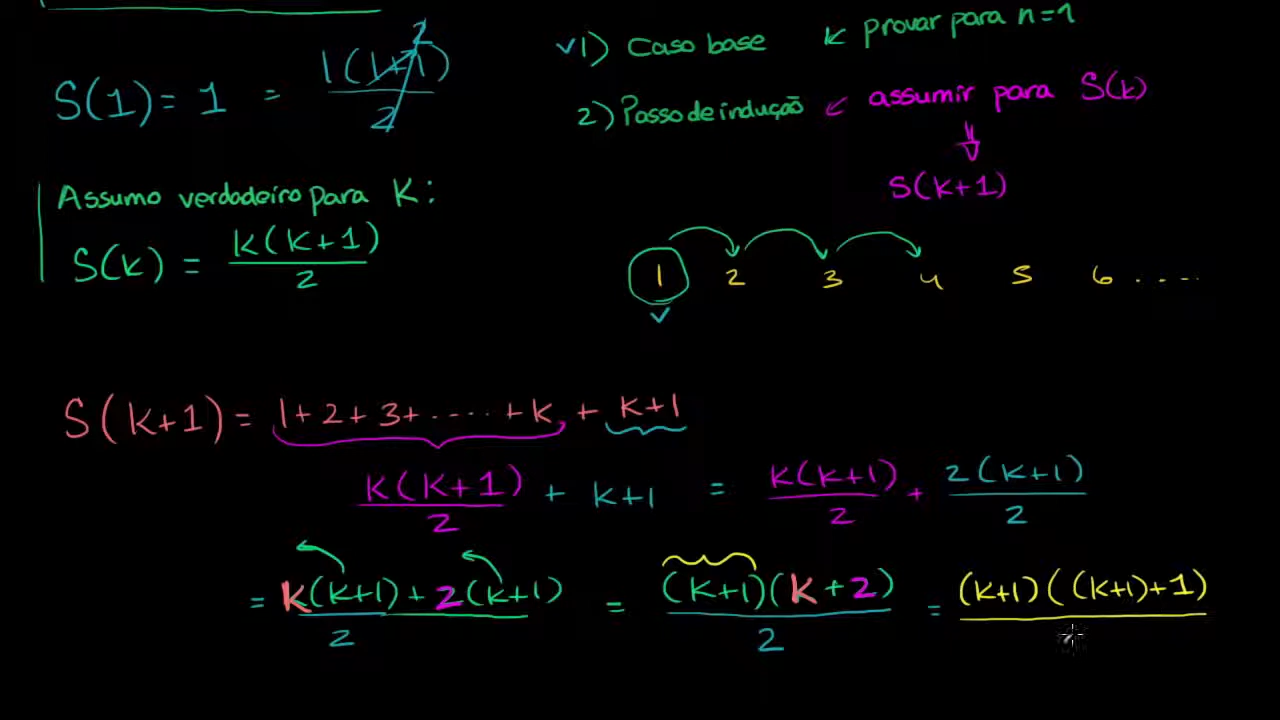 S(1) = 1 = 1(1+1)/2 2
✓1) Caso base ← provar para n=1
2) Passo de indução ← assumir para S(k)
⇓
S(k+1)
Assumo verdadeiro para K:
S(k) = K(K+1)/2
1 2 3 4 5 6 .....
✓
S(k+1) = 1+2+3+.....+k + k+1
k(k+1)/2 + k+1 = k(k+1)/2 + 2(k+1)/2
= k(k+1)+2(k+1)/2 = (k+1)(k+2)/2 = (k+1)((k+1)+1)